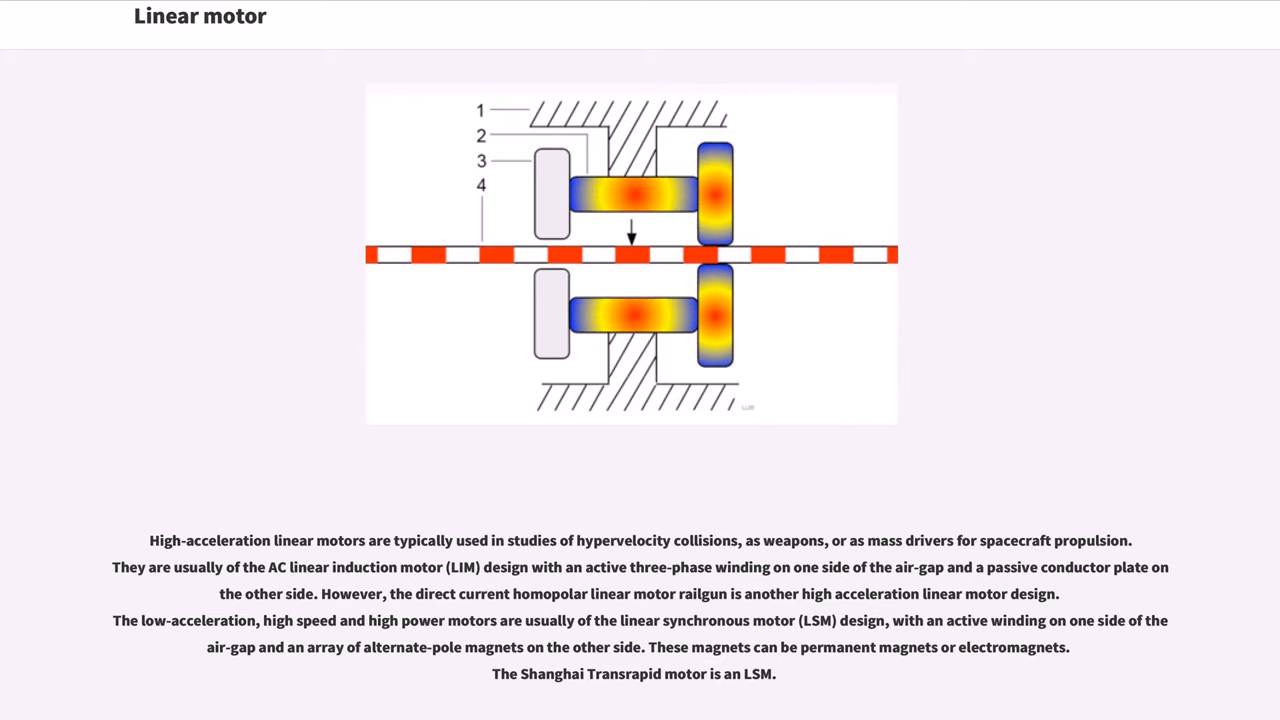 Linear motor
1
2
3
4
High-acceleration linear motors are typically used in studies of hypervelocity collisions, as weapons, or as mass drivers for spacecraft propulsion.
They are usually of the AC linear induction motor (LIM) design with an active three-phase winding on one side of the air-gap and a passive conductor plate on
the other side. However, the direct current homopolar linear motor railgun is another high acceleration linear motor design.
The low-acceleration, high speed and high power motors are usually of the linear synchronous motor (LSM) design, with an active winding on one side of the
air-gap and an array of alternate-pole magnets on the other side. These magnets can be permanent magnets or electromagnets.
The Shanghai Transrapid motor is an LSM.